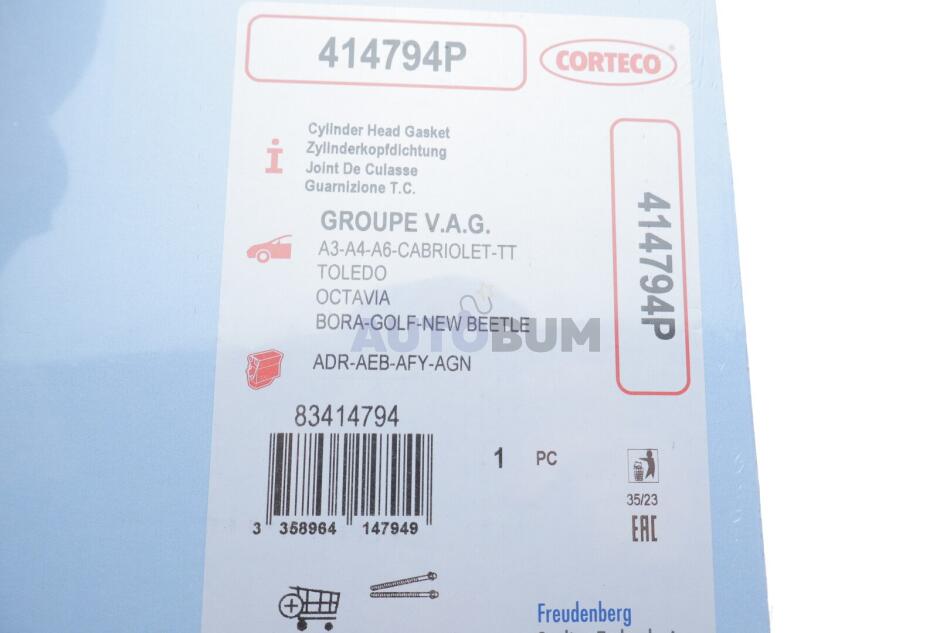 414794P
CORTECO
®
Cylinder Head Gasket
Zylinderkopfdichtung
Joint De Culasse
Guarnizione T.C.
414794P
GROUPE V.A.G.
A3-A4-A6-CABRIOLET-TT
TOLEDO
OCTAVIA
BORA-GOLF-NEW BEETLE
AUTOBUM
ADR-AEB-AFY-AGN
83414794
1 PC
3 358964 147949
35/23
EAC
Freudenberg